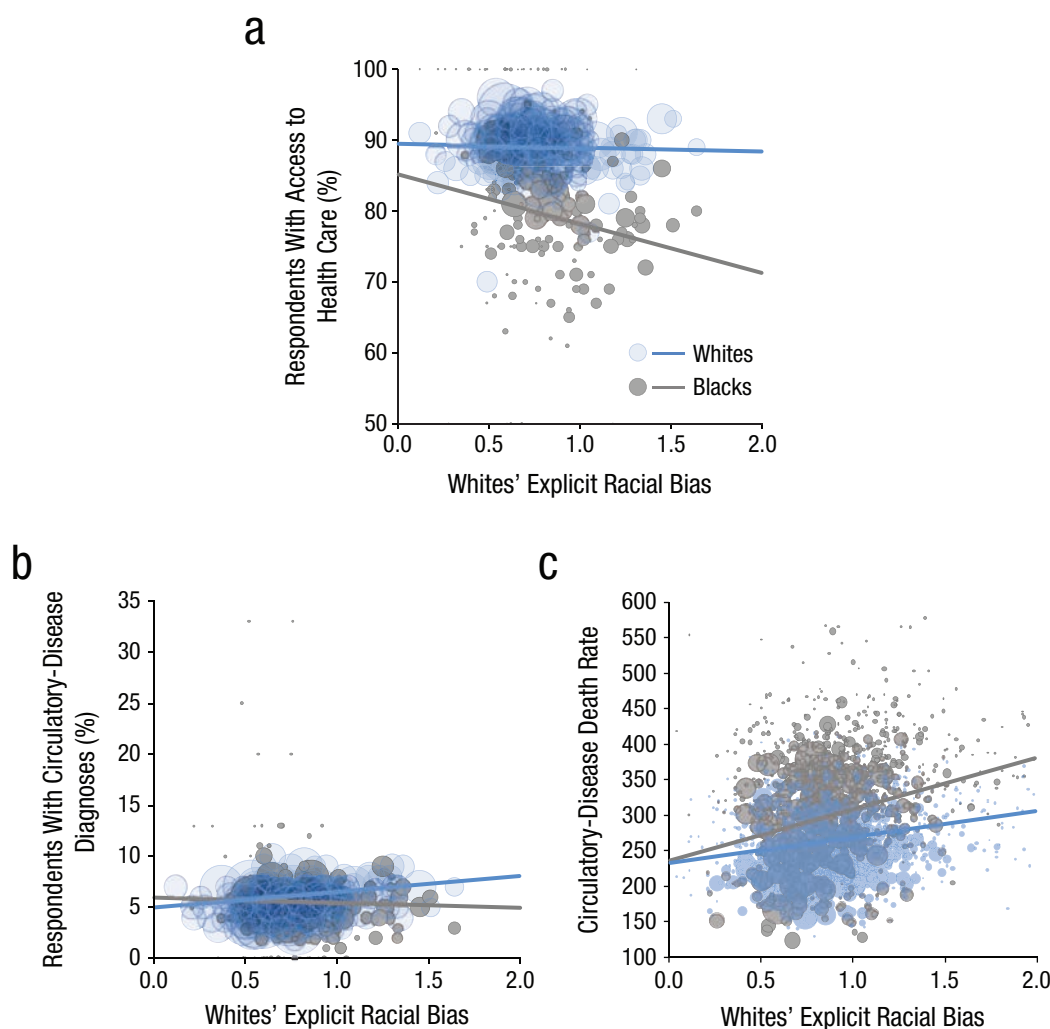 a
Respondents With Access to
Health Care (%)
100
90
80
70
60
50
0.0 0.5 1.0 1.5 2.0
Whites
Blacks
Whites’ Explicit Racial Bias
b
Respondents With Circulatory-Disease
Diagnoses (%)
35
30
25
20
15
10
5
0
0.0 0.5 1.0 1.5 2.0
Whites’ Explicit Racial Bias
c
Circulatory-Disease Death Rate
600
550
500
450
400
350
300
250
200
150
100
0.0 0.5 1.0 1.5 2.0
Whites’ Explicit Racial Bias